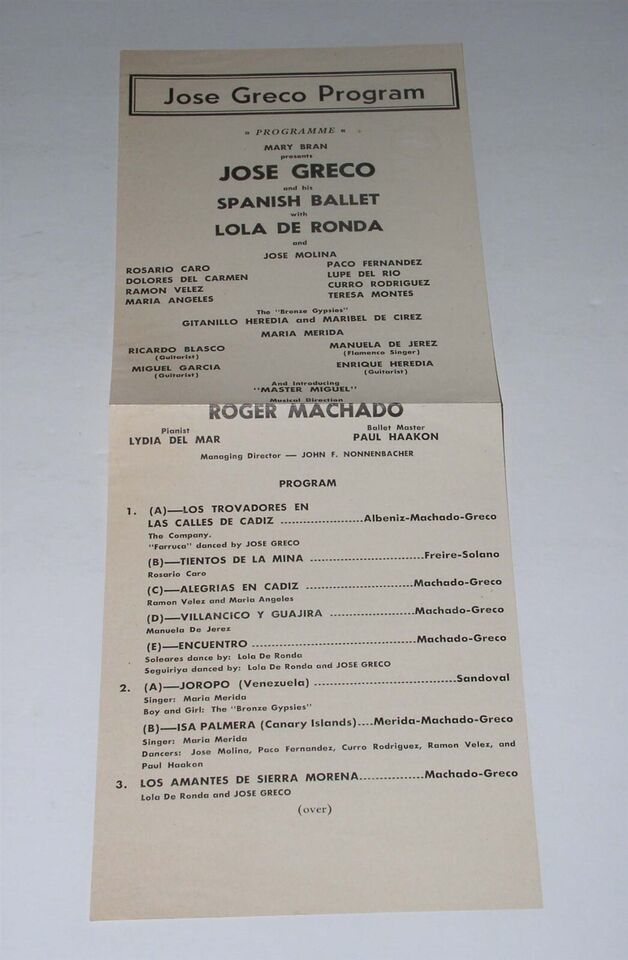 Jose Greco Program
» PROGRAMME «
MARY BRAN
presents
JOSE GRECO
and his
SPANISH BALLET
with
LOLA DE RONDA
and
JOSE MOLINA
ROSARIO CARO
DOLORES DEL CARMEN
RAMON VELEZ
MARIA ANGELES
PACO FERNANDEZ
LUPE DEL RIO
CURRO RODRIGUEZ
TERESA MONTES
The "Bronze Gypsies"
GITANILLO HEREDIA and MARIBEL DE CIREZ
MARIA MERIDA
RICARDO BLASCO
(Guitarist)
MANUELA DE JEREZ
(Flamenco Singer)
MIGUEL GARCIA
(Guitarist)
ENRIQUE HEREDIA
(Guitarist)
And Introducing
"MASTER MIGUEL"
Musical Direction
ROGER MACHADO
Pianist
LYDIA DEL MAR
Ballet Master
PAUL HAAKON
Managing Director — JOHN F. NONNENBACHER
PROGRAM
1. (A)—LOS TROVADORES EN
LAS CALLES DE CADIZ ......................Albeniz-Machado-Greco
The Company.
"Farruca" danced by JOSE GRECO
(B)—TIENTOS DE LA MINA ..............................Freire-Solano
Rosario Caro
(C)—ALEGRIAS EN CADIZ ............................Machado-Greco
Ramon Velez and Maria Angeles
(D)—VILLANCICO Y GUAJIRA ........................Machado-Greco
Manuela De Jerez
(E)—ENCUENTRO ............................................Machado-Greco
Soleares dance by: Lola De Ronda
Seguiriya danced by: Lola De Ronda and JOSE GRECO
2. (A)—JOROPO (Venezuela) .....................................Sandoval
Singer: Maria Merida
Boy and Girl: The "Bronze Gypsies"
(B)—ISA PALMERA (Canary Islands)....Merida-Machado-Greco
Singer: Maria Merida
Dancers: Jose Molina, Paco Fernandez, Curro Rodriguez, Ramon Velez, and
Paul Haakon
3. LOS AMANTES DE SIERRA MORENA.................Machado-Greco
Lola De Ronda and JOSE GRECO
(over)